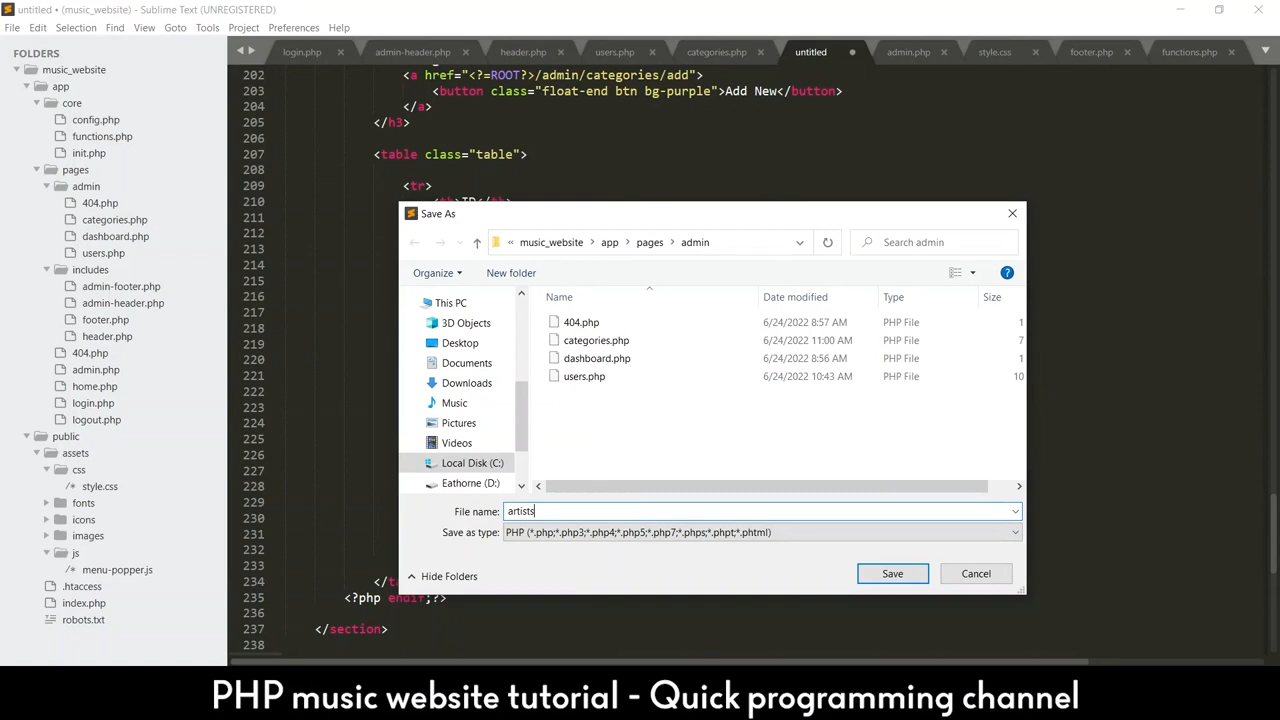 untitled • (music_website) - Sublime Text (UNREGISTERED)
File Edit Selection Find View Goto Tools Project Preferences Help
FOLDERS
music_website
app
core
config.php
functions.php
init.php
pages
admin
404.php
categories.php
dashboard.php
users.php
includes
admin-footer.php
admin-header.php
footer.php
header.php
404.php
admin.php
home.php
login.php
logout.php
public
assets
css
/* style.css
fonts
icons
images
js
/* menu-popper.js
.htaccess
index.php
robots.txt
login.php admin-header.php header.php users.php categories.php untitled admin.php style.css footer.php functions.php
202 <a href="<?=ROOT?>/admin/categories/add">
203 <button class="float-end btn bg-purple">Add New</button>
204 </a>
205 </h3>
206
207 <table class="table">
208
209 <tr>
210
211
212
213
214
215
216
217
218
219
220
221
222
223
224
225
226
227
228
229
230
231
232
233
234
235 <?php endif;?>
236
237 </section>
238
Save As
« music_website > app > pages > admin
Search admin
Organize New folder
This PC
3D Objects
Desktop
Documents
Downloads
Music
Pictures
Videos
Local Disk (C:)
Eathorne (D:)
Name Date modified Type Size
404.php 6/24/2022 8:57 AM PHP File 1
categories.php 6/24/2022 11:00 AM PHP File 7
dashboard.php 6/24/2022 8:56 AM PHP File 1
users.php 6/24/2022 10:43 AM PHP File 10
File name: artists
Save as type: PHP (*.php;*.php3;*.php4;*.php5;*.php7;*.phps;*.phpt;*.phtml)
Hide Folders Save Cancel
PHP music website tutorial - Quick programming channel